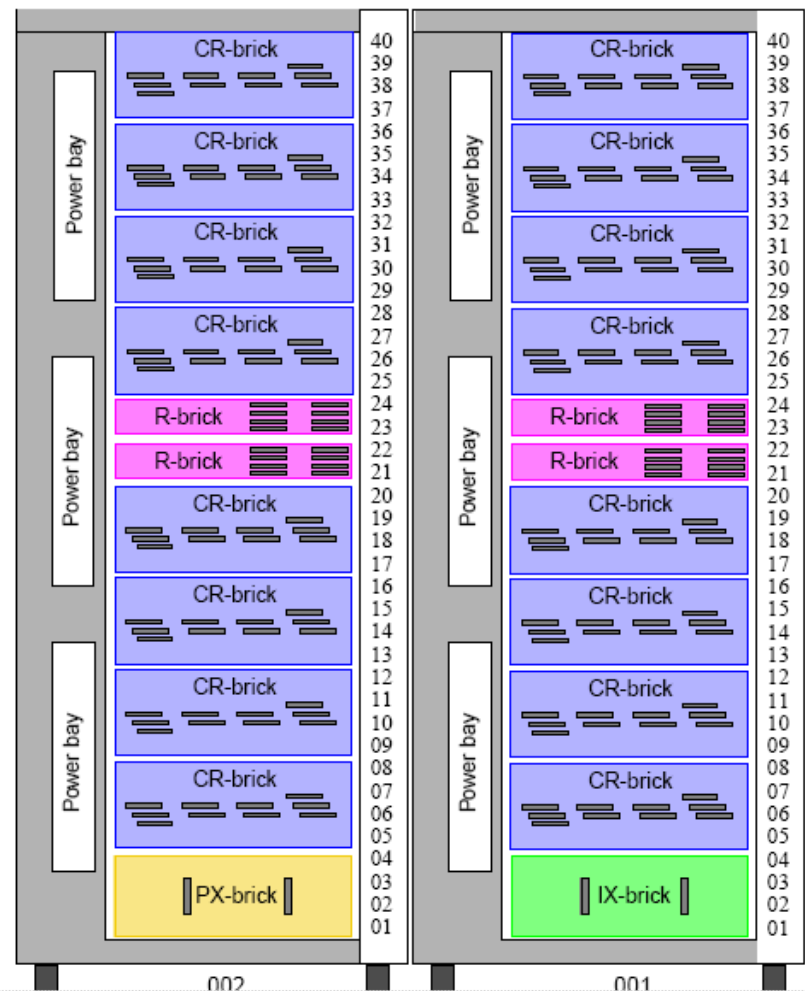 CR-brick
CR-brick
CR-brick
CR-brick
R-brick
R-brick
CR-brick
CR-brick
CR-brick
CR-brick
PX-brick
Power bay
Power bay
Power bay
40
39
38
37
36
35
34
33
32
31
30
29
28
27
26
25
24
23
22
21
20
19
18
17
16
15
14
13
12
11
10
09
08
07
06
05
04
03
02
01
002
CR-brick
CR-brick
CR-brick
CR-brick
R-brick
R-brick
CR-brick
CR-brick
CR-brick
CR-brick
IX-brick
Power bay
Power bay
Power bay
40
39
38
37
36
35
34
33
32
31
30
29
28
27
26
25
24
23
22
21
20
19
18
17
16
15
14
13
12
11
10
09
08
07
06
05
04
03
02
01
001